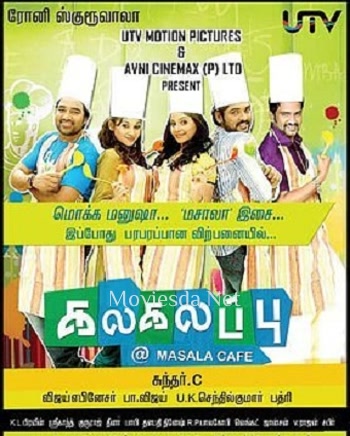 ரோனி ஸ்குரூவாலா
UTV
UTV MOTION PICTURES
&
AVNI CINEMAX (P) LTD
PRESENT
மொக்க மனுஷா... 'மசாலா' இசை...
இப்போது பரபரப்பான விற்பனையில்...
Moviesda.Net
கலகலப்பு
@ MASALA CAFE
சுந்தர்.C
விஜய்எபினேசர் பா.விஜய் U.K.செந்தில்குமார் பத்ரி